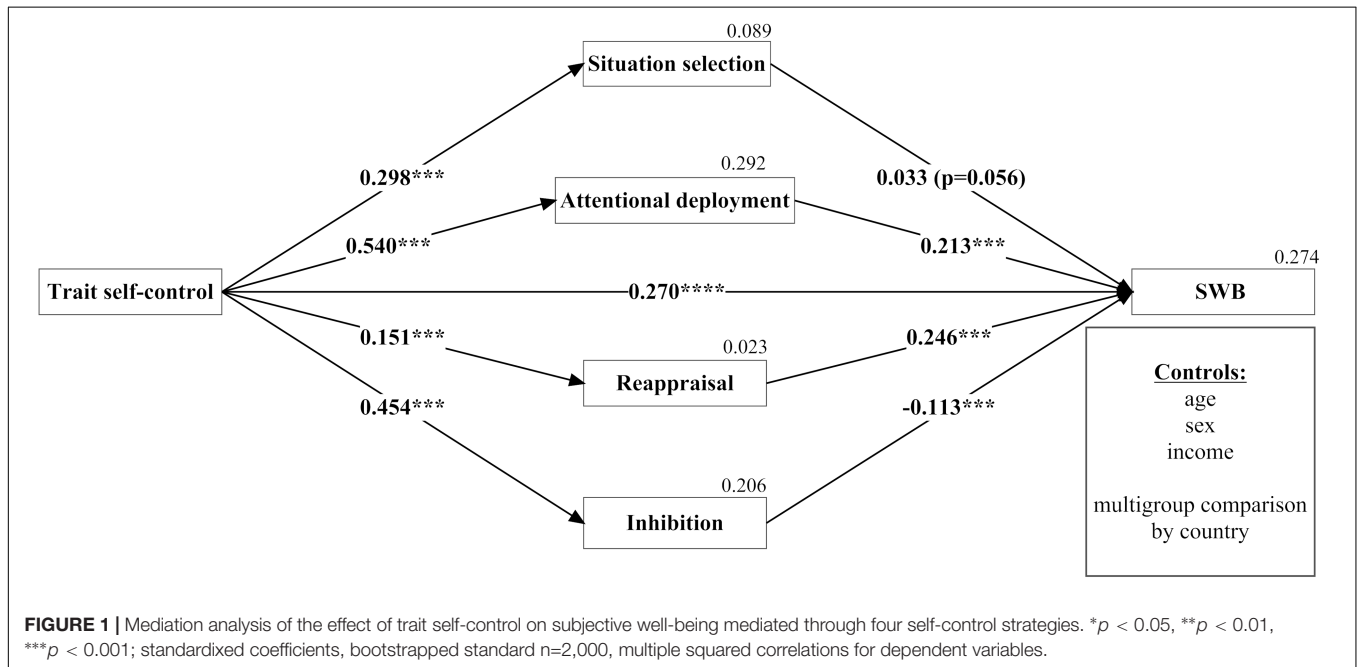 0.089
Situation selection
0.298***
0.033 (p=0.056)
0.292
Attentional deployment
0.540***
0.213***
Trait self-control
0.270****
0.274
SWB
0.151***
0.246***
0.023
Reappraisal
0.454***
-0.113***
0.206
Inhibition
Controls:
age
sex
income
multigroup comparison
by country
FIGURE 1 | Mediation analysis of the effect of trait self-control on subjective well-being mediated through four self-control strategies. *p < 0.05, **p < 0.01,
***p < 0.001; standardixed coefficients, bootstrapped standard n=2,000, multiple squared correlations for dependent variables.